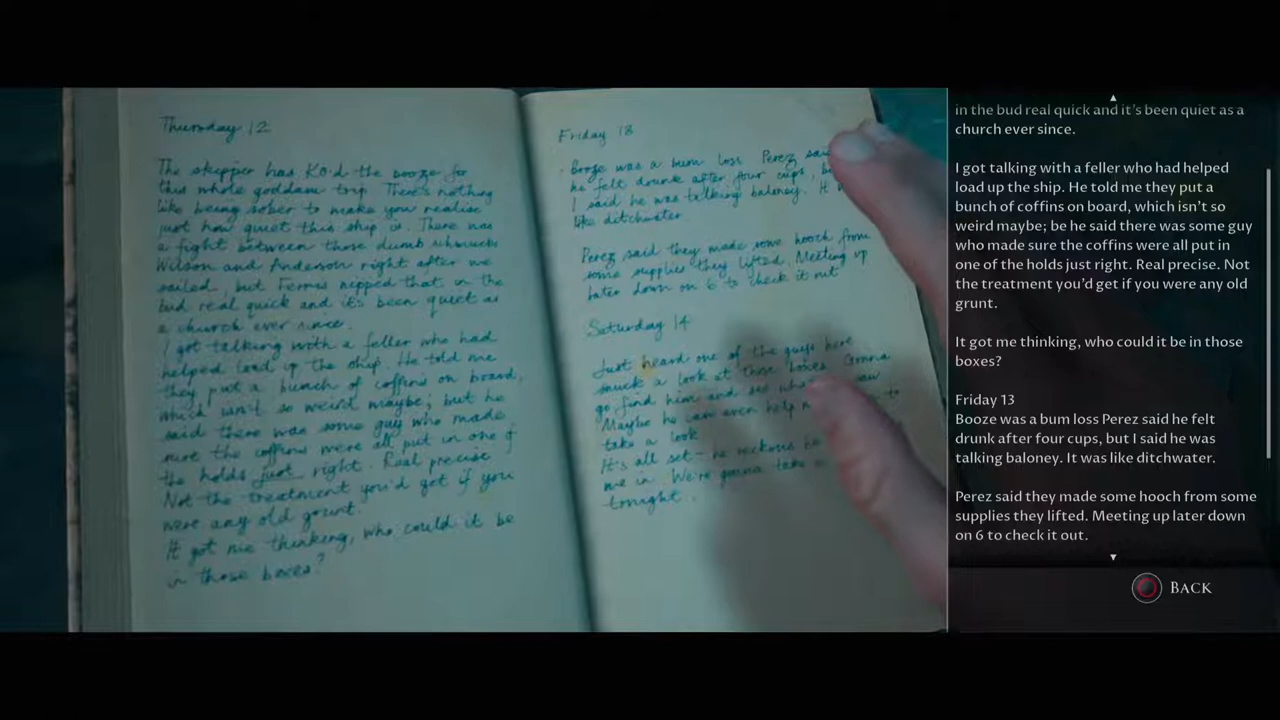 Thursday 12
The skipper has KO'd the booze for
this whole goddam trip. There's nothing
like being sober to make you realise
just how quiet this ship is. There was
a fight between those dumb schmucks
Wilson and Anderson right after we
sailed, but Ferris nipped that in the
bud real quick and it's been quiet as
a church ever since.
I got talking with a feller who had
helped load up the ship. He told me
they put a bunch of coffins on board,
which isn't so weird maybe; but he
said there was some guy who made
sure the coffins were all put in one of
the holds just right. Real precise
Not the treatment you'd get if you
were any old grunt.
It got me thinking, who could it be
in those boxes?
Friday 13
Booze was a bum loss Perez said
he felt drunk after four cups,
I said he was talking baloney. It
like ditchwater
Perez said they made some hooch from
some supplies they lifted. Meeting up
later down on 6 to check it out
Saturday 14
Just heard one of the guys here
snuck a look at those boxes. Gonna
go find him and see what saw
Maybe he can even help to
take a look
It's all set - he reckons he
me in. We're gonna take a
tonight.
in the bud real quick and it's been quiet as a
church ever since.
I got talking with a feller who had helped
load up the ship. He told me they put a
bunch of coffins on board, which isn't so
weird maybe; be he said there was some guy
who made sure the coffins were all put in
one of the holds just right. Real precise. Not
the treatment you'd get if you were any old
grunt.
It got me thinking, who could it be in those
boxes?
Friday 13
Booze was a bum loss Perez said he felt
drunk after four cups, but I said he was
talking baloney. It was like ditchwater.
Perez said they made some hooch from some
supplies they lifted. Meeting up later down
on 6 to check it out.
BACK